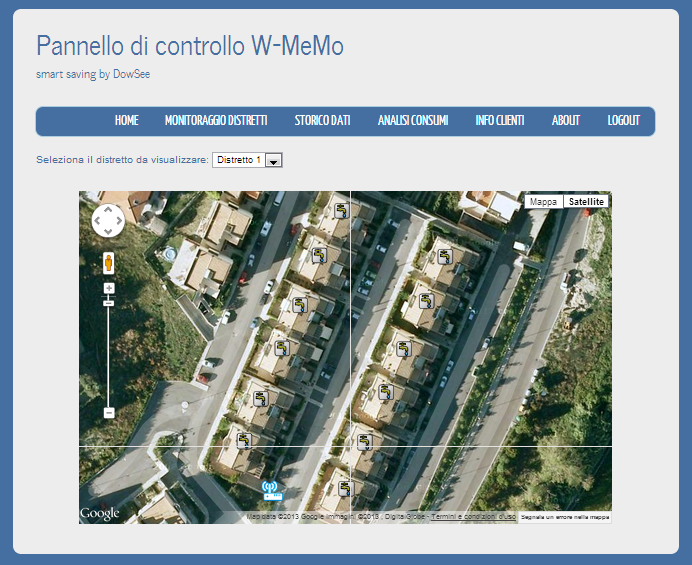 Pannello di controllo W-MeMo
smart saving by DowSee
HOME MONITORAGGIO DISTRETTI STORICO DATI ANALISI CONSUMI INFO CLIENTI ABOUT LOGOUT
Seleziona il distretto da visualizzare: Distretto 1
Mappa Satellite
Google
Map data ©2013 Google Immagini ©2013 , DigitalGlobe - Termini e condizioni d'uso Segnala un errore nella mappa